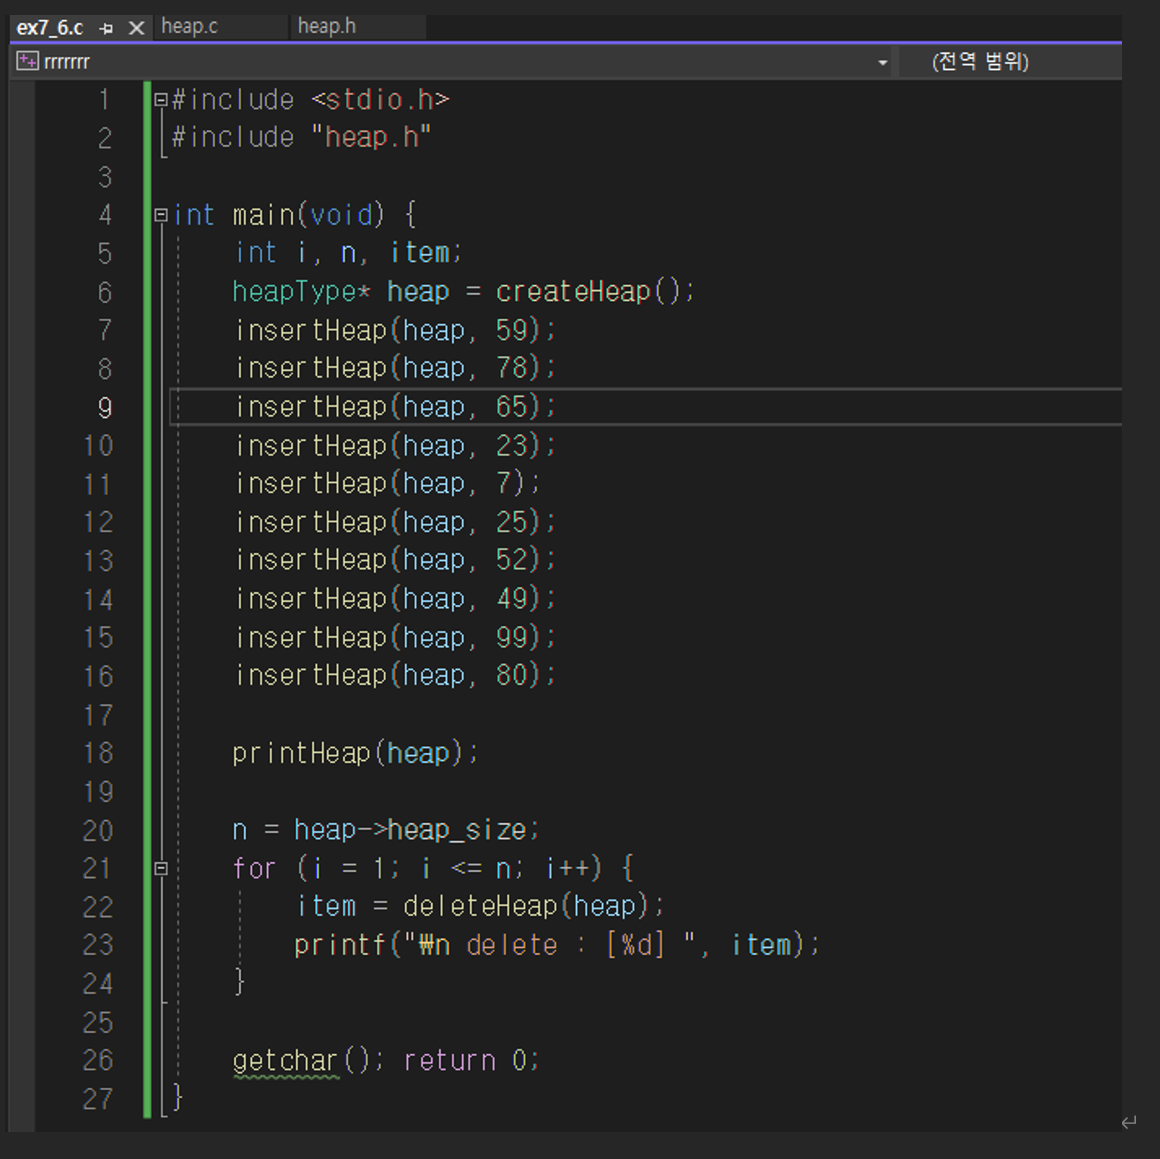 ex7_6.c heap.c heap.h
rrrrrrr (전역 범위)
1 #include <stdio.h>
2 #include "heap.h"
3
4 int main(void) {
5 int i, n, item;
6 heapType* heap = createHeap();
7 insertHeap(heap, 59);
8 insertHeap(heap, 78);
9 insertHeap(heap, 65);
10 insertHeap(heap, 23);
11 insertHeap(heap, 7);
12 insertHeap(heap, 25);
13 insertHeap(heap, 52);
14 insertHeap(heap, 49);
15 insertHeap(heap, 99);
16 insertHeap(heap, 80);
17
18 printHeap(heap);
19
20 n = heap->heap_size;
21 for (i = 1; i <= n; i++) {
22 item = deleteHeap(heap);
23 printf("₩n delete : [%d] ", item);
24 }
25
26 getchar(); return 0;
27 }